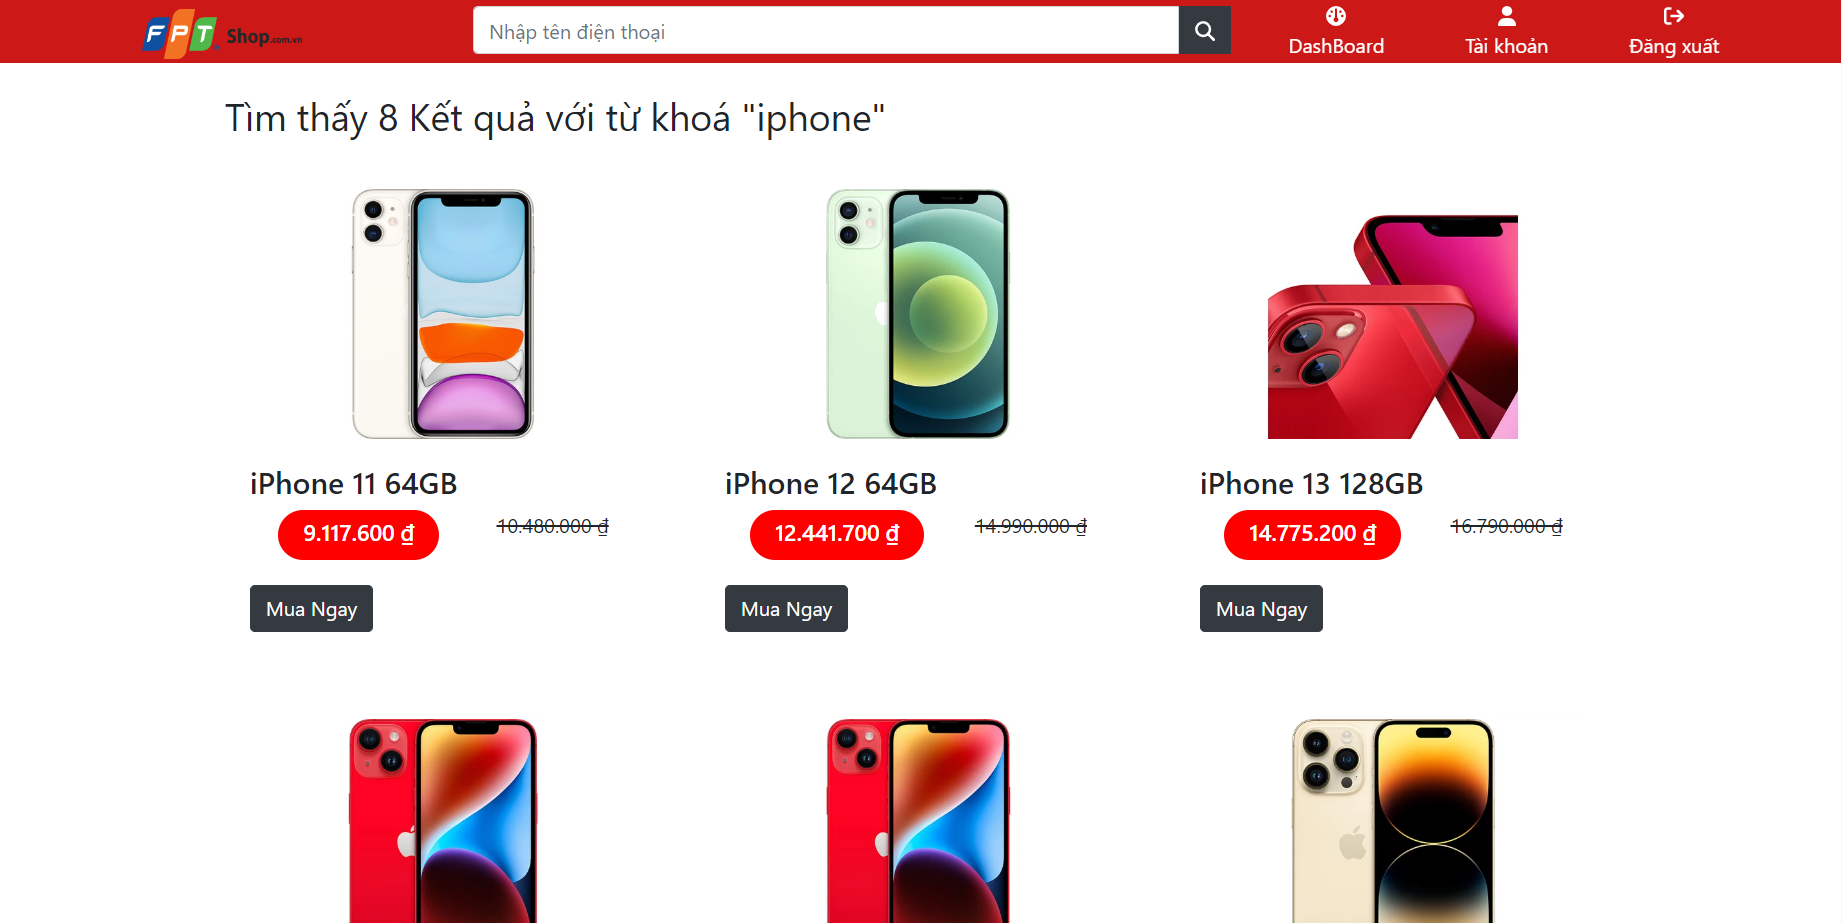 FPT Shop.com.vn
Nhập tên điện thoại
DashBoard
Tài khoản
Đăng xuất
Tìm thấy 8 Kết quả với từ khoá "iphone"
iPhone 11 64GB
9.117.600 ₫ 10.480.000 ₫
Mua Ngay
iPhone 12 64GB
12.441.700 ₫ 14.990.000 ₫
Mua Ngay
iPhone 13 128GB
14.775.200 ₫ 16.790.000 ₫
Mua Ngay